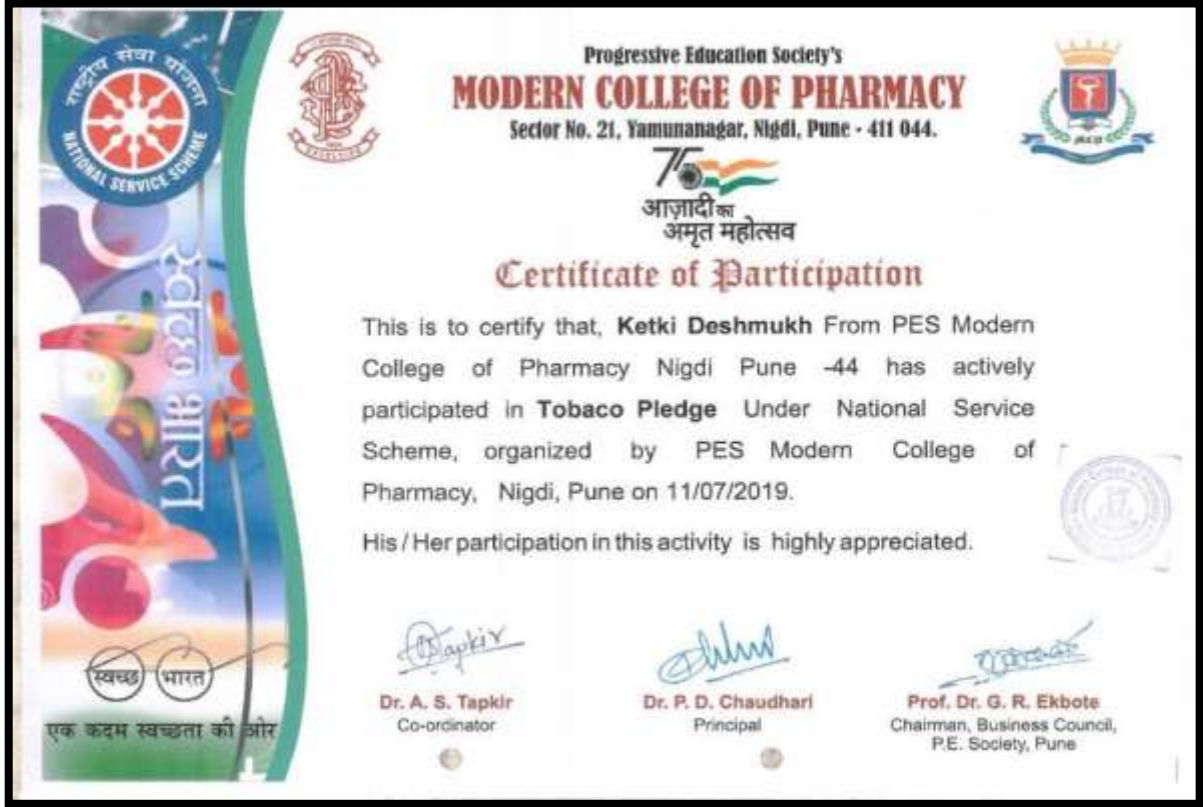 राष्ट्रीय सेवा योजना
NATIONAL SERVICE SCHEME
Progressive Education Society's
MODERN COLLEGE OF PHARMACY
Sector No. 21, Yamunanagar, Nigdi, Pune - 411 044.
75
आज़ादी का
अमृत महोत्सव
Certificate of Participation
This is to certify that, Ketki Deshmukh From PES Modern
College of Pharmacy Nigdi Pune -44 has actively
participated in Tobaco Pledge Under National Service
Scheme, organized by PES Modern College of
Pharmacy, Nigdi, Pune on 11/07/2019.
His / Her participation in this activity is highly appreciated.
स्वच्छ भारत
स्वच्छ भारत
एक कदम स्वच्छता की ओर
Tapkir
Dr. A. S. Tapkir
Co-ordinator
Dr. P. D. Chaudhari
Principal
Prof. Dr. G. R. Ekbote
Chairman, Business Council,
P.E. Society, Pune